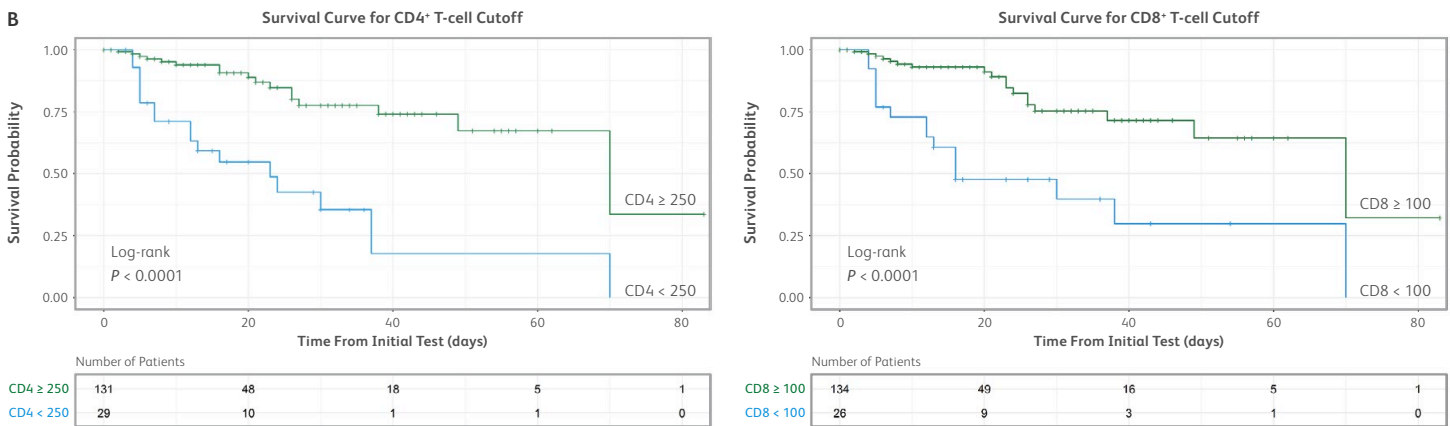 B
Survival Curve for CD4⁺ T-cell Cutoff
Survival Probability
1.00
0.75
0.50
0.25
0.00
CD4 ≥ 250
CD4 < 250
Log-rank
P < 0.0001
0 20 40 60 80
Time From Initial Test (days)
Number of Patients
CD4 ≥ 250 131 48 18 5 1
CD4 < 250 29 10 1 1 0
Survival Curve for CD8⁺ T-cell Cutoff
Survival Probability
1.00
0.75
0.50
0.25
0.00
CD8 ≥ 100
CD8 < 100
Log-rank
P < 0.0001
0 20 40 60 80
Time From Initial Test (days)
Number of Patients
CD8 ≥ 100 134 49 16 5 1
CD8 < 100 26 9 3 1 0